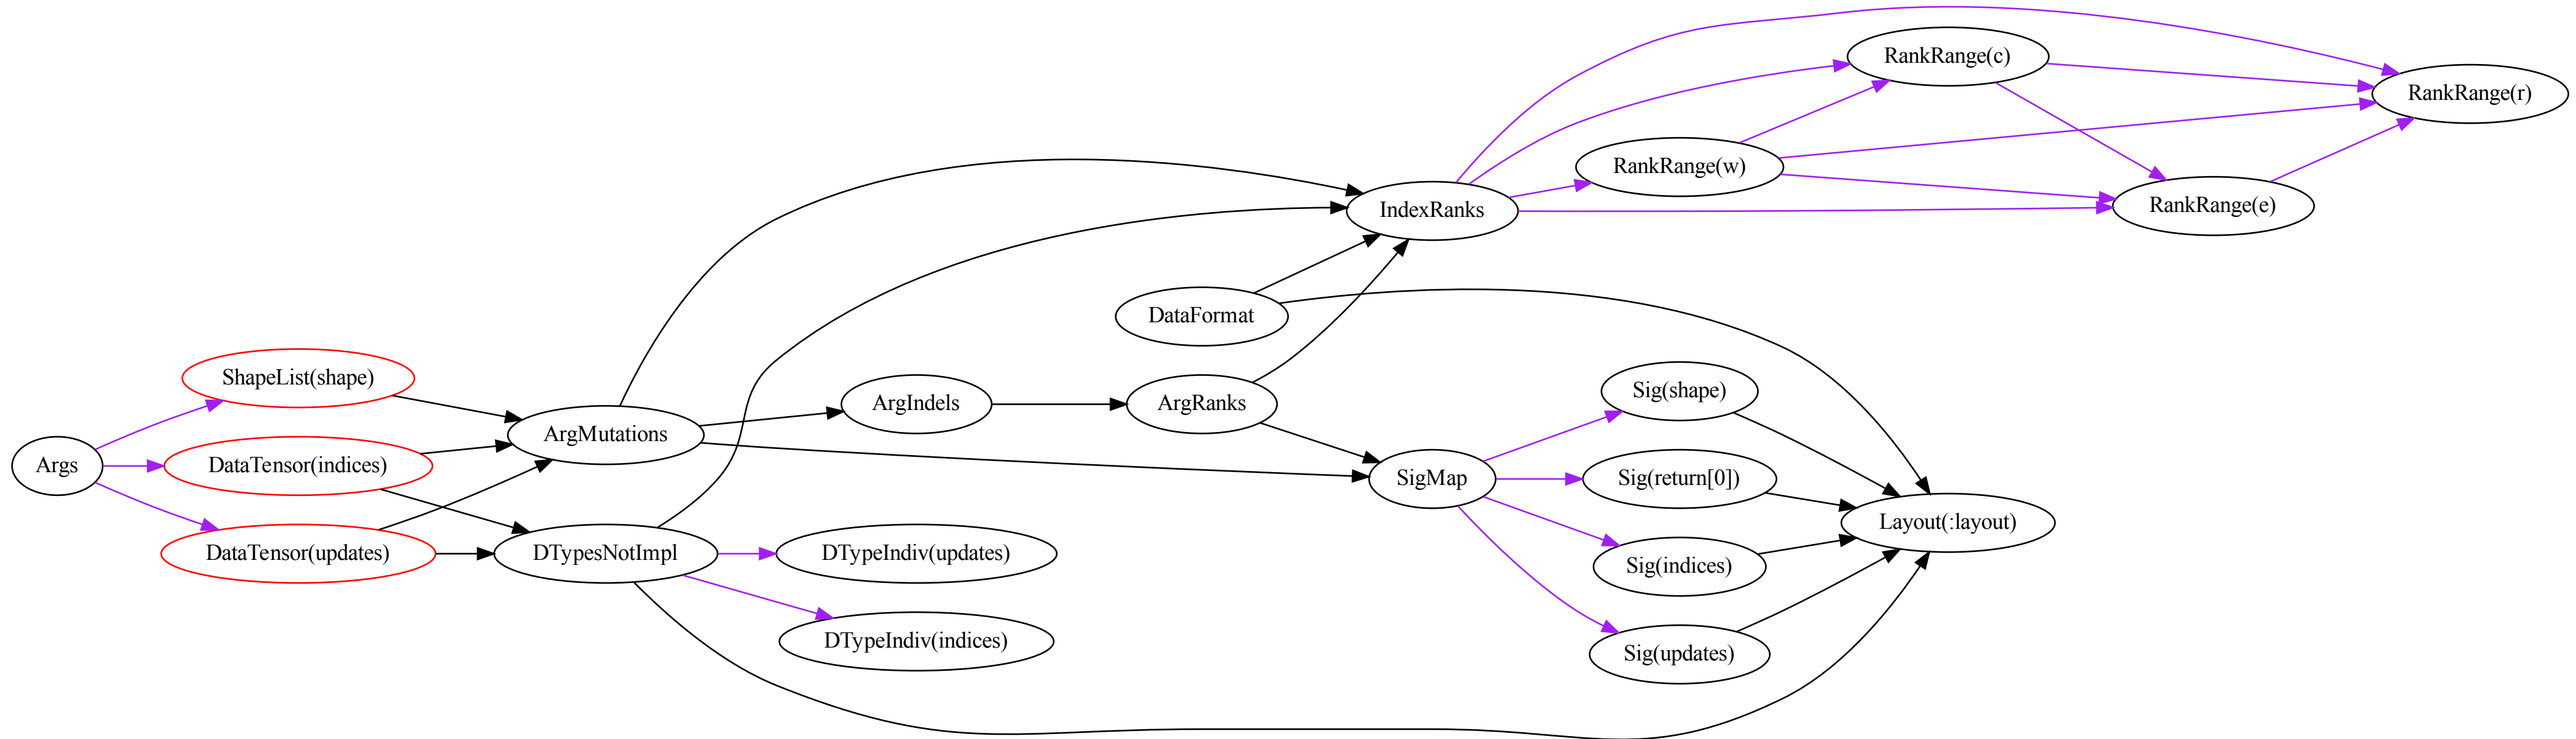 RankRange(c)
RankRange(r)
RankRange(w)
RankRange(e)
IndexRanks
DataFormat
ShapeList(shape)
ArgIndels
ArgRanks
Sig(shape)
ArgMutations
Args
DataTensor(indices)
SigMap
Sig(return[0])
Layout(:layout)
DataTensor(updates)
DTypesNotImpl
DTypeIndiv(updates)
Sig(indices)
DTypeIndiv(indices)
Sig(updates)